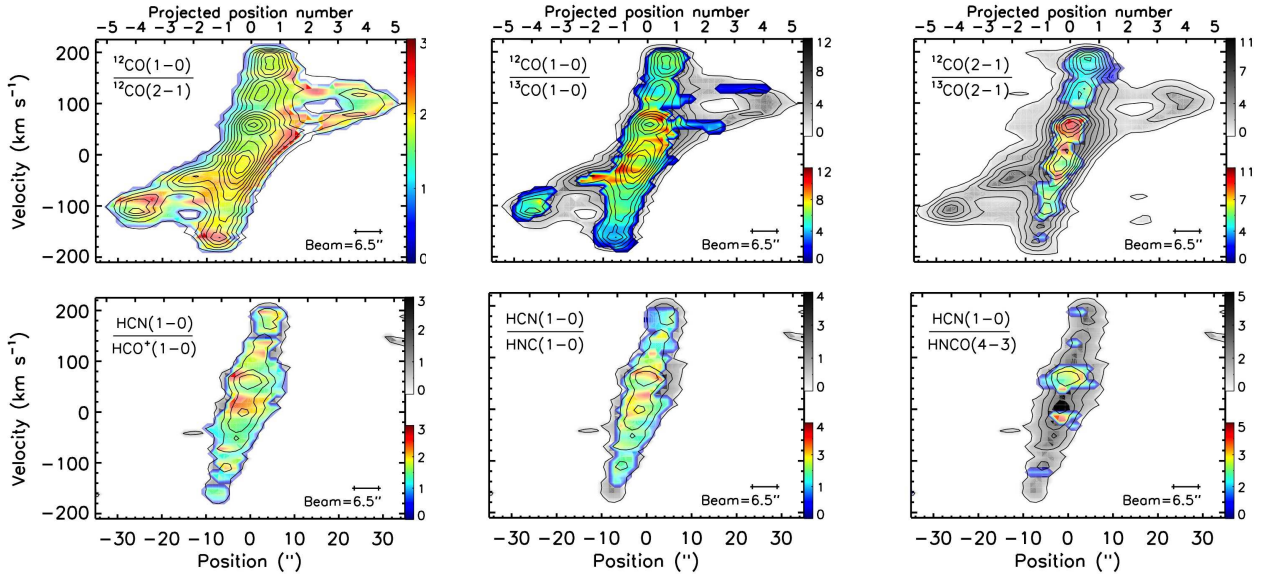 Projected position number Projected position number Projected position number
-5 -4 -3 -2 -1 0 1 2 3 4 5 -5 -4 -3 -2 -1 0 1 2 3 4 5 -5 -4 -3 -2 -1 0 1 2 3 4 5
Velocity (km s⁻¹)
200
100
0
-100
-200
¹²CO(1-0)
¹²CO(2-1)
Beam=6.5''
3
2
1
0
¹²CO(1-0)
¹³CO(1-0)
Beam=6.5''
12
8
4
0
12
8
4
0
¹²CO(2-1)
¹³CO(2-1)
Beam=6.5''
11
7
4
0
11
7
4
0
Velocity (km s⁻¹)
200
100
0
-100
-200
HCN(1-0)
HCO⁺(1-0)
Beam=6.5''
3
2
1
0
3
2
1
0
HCN(1-0)
HNC(1-0)
Beam=6.5''
4
3
1
0
4
3
1
0
HCN(1-0)
HNCO(4-3)
Beam=6.5''
5
3
2
0
5
3
2
0
-30 -20 -10 0 10 20 30 -30 -20 -10 0 10 20 30 -30 -20 -10 0 10 20 30
Position ('') Position ('') Position ('')